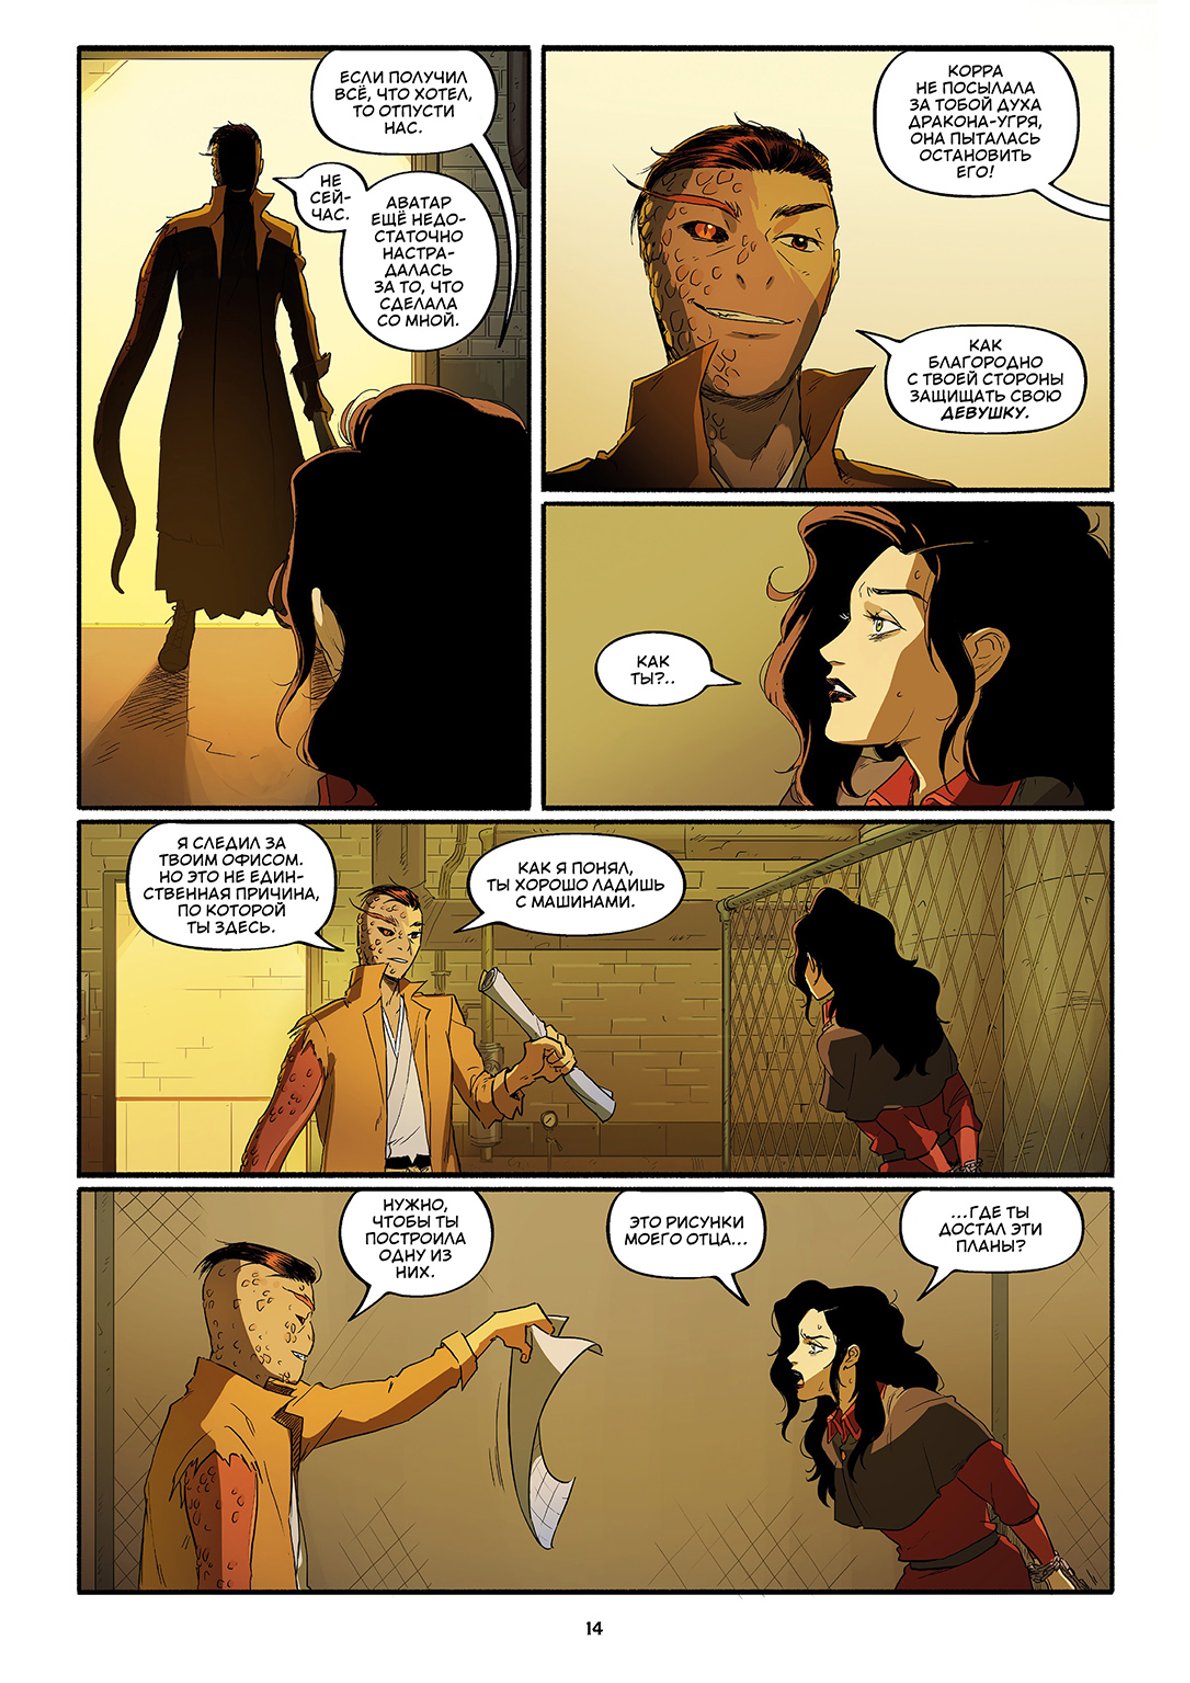 ЕСЛИ ПОЛУЧИЛ
ВСЁ, ЧТО ХОТЕЛ,
ТО ОТПУСТИ
НАС.
НЕ
СЕЙ-
ЧАС.
АВАТАР
ЕЩЁ НЕДО-
СТАТОЧНО
НАСТРА-
ДАЛАСЬ
ЗА ТО, ЧТО
СДЕЛАЛА
СО МНОЙ.
КОРРА
НЕ ПОСЫЛАЛА
ЗА ТОБОЙ ДУХА
ДРАКОНА-УГРЯ,
ОНА ПЫТАЛАСЬ
ОСТАНОВИТЬ
ЕГО!
КАК
БЛАГОРОДНО
С ТВОЕЙ СТОРОНЫ
ЗАЩИЩАТЬ СВОЮ
ДЕВУШКУ.
КАК
ТЫ?..
Я СЛЕДИЛ ЗА
ТВОИМ ОФИСОМ.
НО ЭТО НЕ ЕДИН-
СТВЕННАЯ ПРИЧИНА,
ПО КОТОРОЙ
ТЫ ЗДЕСЬ.
КАК Я ПОНЯЛ,
ТЫ ХОРОШО ЛАДИШЬ
С МАШИНАМИ.
НУЖНО,
ЧТОБЫ ТЫ
ПОСТРОИЛА
ОДНУ ИЗ
НИХ.
ЭТО РИСУНКИ
МОЕГО ОТЦА...
...ГДЕ ТЫ
ДОСТАЛ ЭТИ
ПЛАНЫ?
14